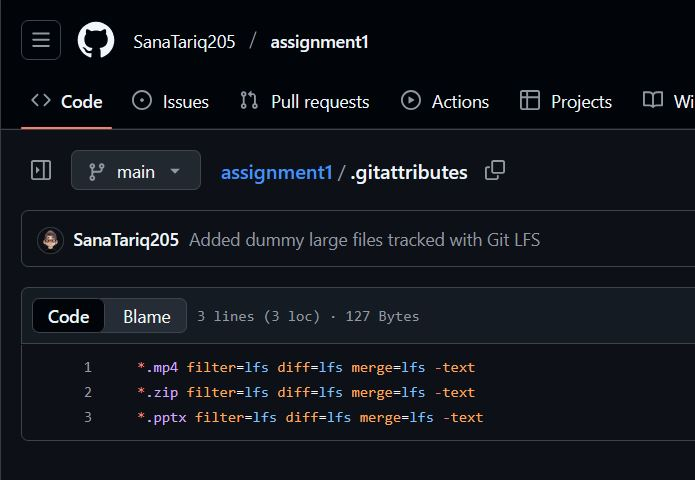 SanaTariq205 / assignment1
Code Issues Pull requests Actions Projects Wi
main assignment1 / .gitattributes
SanaTariq205 Added dummy large files tracked with Git LFS
Code Blame 3 lines (3 loc) · 127 Bytes
1 *.mp4 filter=lfs diff=lfs merge=lfs -text
2 *.zip filter=lfs diff=lfs merge=lfs -text
3 *.pptx filter=lfs diff=lfs merge=lfs -text